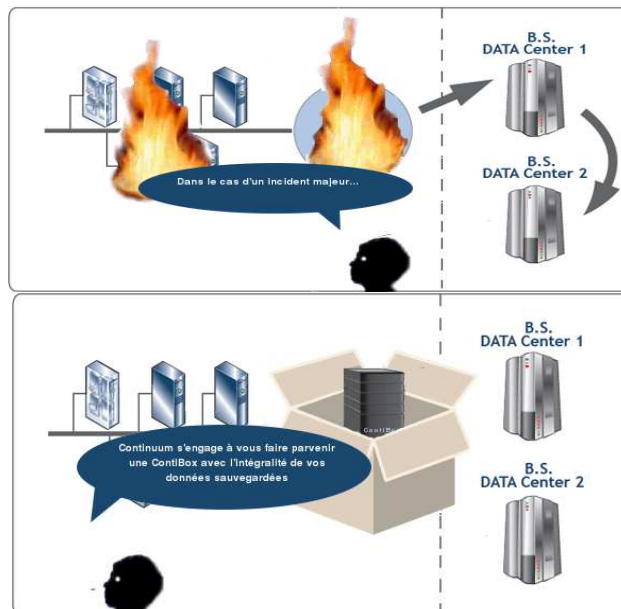 B.S.
DATA Center 1
B.S.
DATA Center 2
Dans le cas d'un incident majeur...
B.S.
DATA Center 1
ContiBo
Continuum s'engage à vous faire parvenir
une ContiBox avec l'intégralité de vos
données sauvegardées
B.S.
DATA Center 2